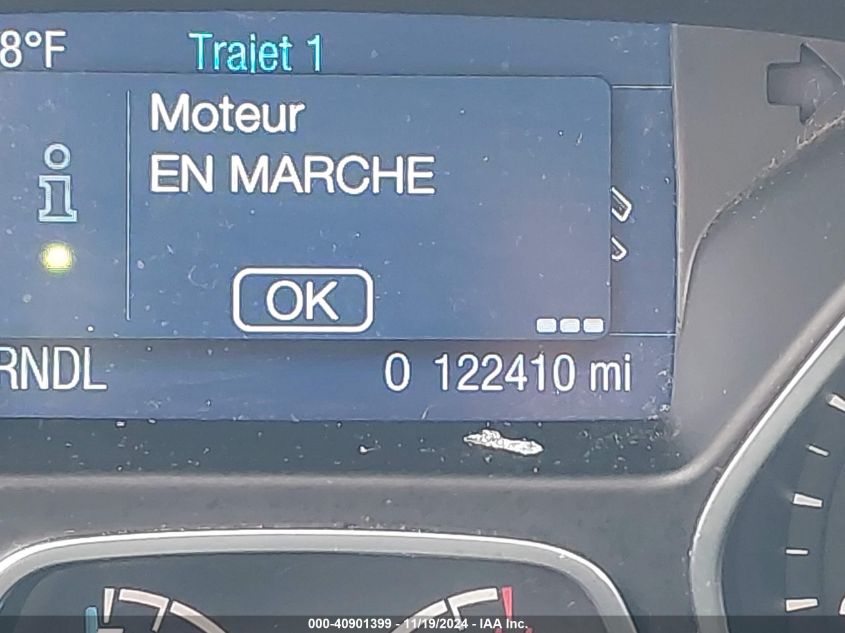 8°F Trajet 1
Moteur
EN MARCHE
OK
RNDL 0 122410 mi
000-40901399 - 11/19/2024 - IAA Inc.